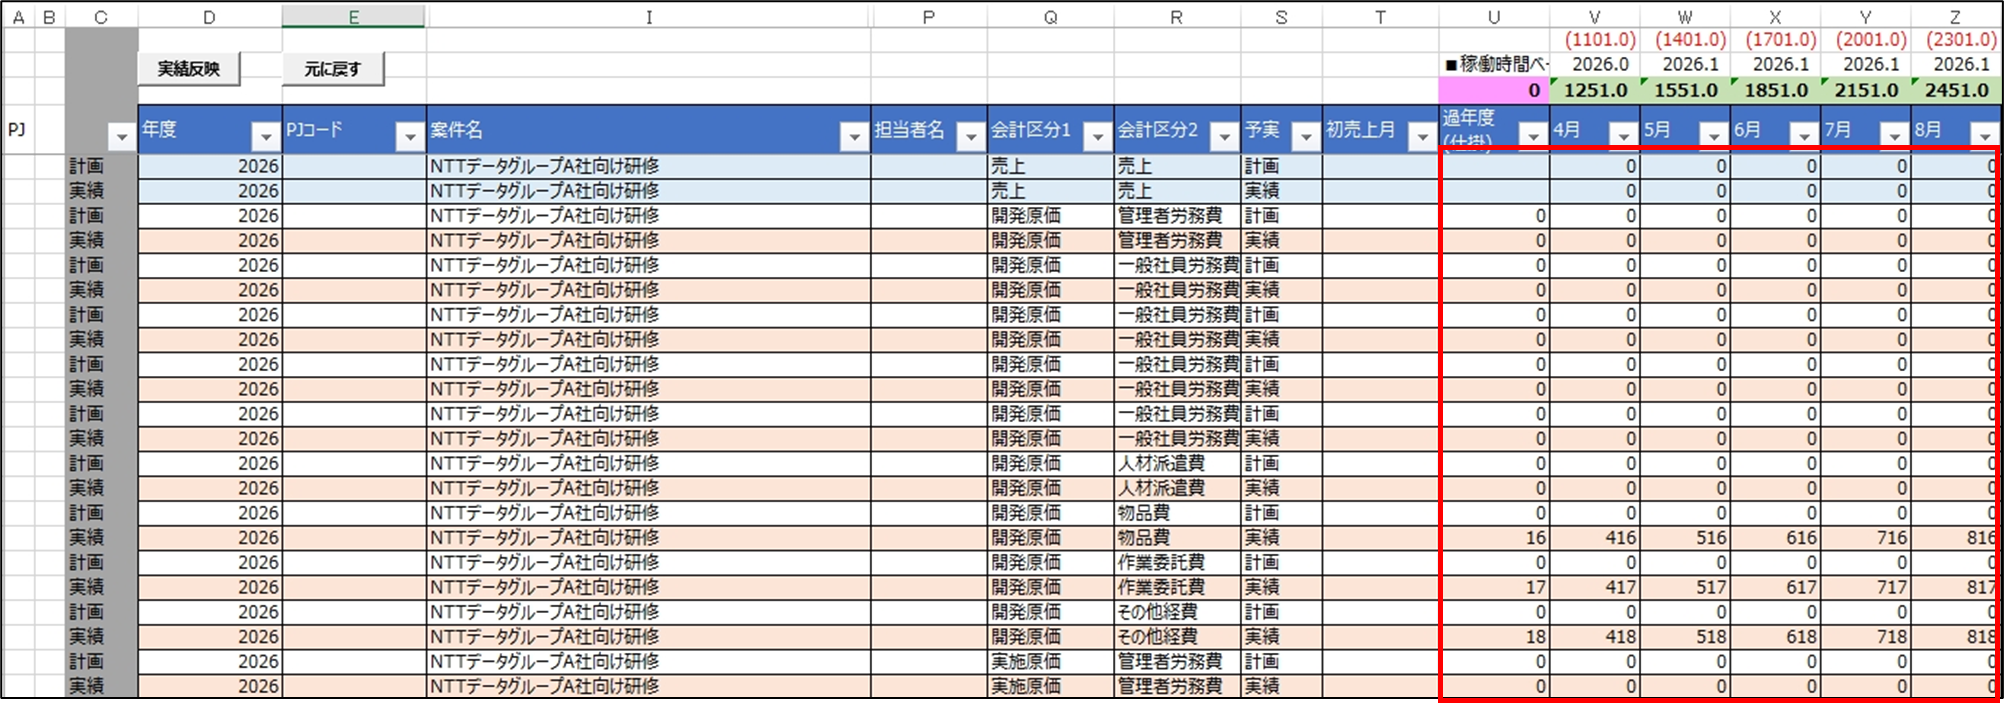 A B C D E I P Q R S T U V W X Y Z
(1101.0) (1401.0) (1701.0) (2001.0) (2301.0)
実績反映 元に戻す ■稼働時間ベ 2026.0 2026.1 2026.1 2026.1 2026.1
0 1251.0 1551.0 1851.0 2151.0 2451.0
PJ 年度 PJコード 案件名 担当者名 会計区分1 会計区分2 予実 初売上月 過年度 4月 5月 6月 7月 8月
(仕掛)
計画 2026 NTTデータグループA社向け研修 売上 売上 計画 0 0 0 0 0
実績 2026 NTTデータグループA社向け研修 売上 売上 実績 0 0 0 0 0
計画 2026 NTTデータグループA社向け研修 開発原価 管理者労務費 計画 0 0 0 0 0 0
実績 2026 NTTデータグループA社向け研修 開発原価 管理者労務費 実績 0 0 0 0 0 0
計画 2026 NTTデータグループA社向け研修 開発原価 一般社員労務費 計画 0 0 0 0 0 0
実績 2026 NTTデータグループA社向け研修 開発原価 一般社員労務費 実績 0 0 0 0 0 0
計画 2026 NTTデータグループA社向け研修 開発原価 一般社員労務費 計画 0 0 0 0 0 0
実績 2026 NTTデータグループA社向け研修 開発原価 一般社員労務費 実績 0 0 0 0 0 0
計画 2026 NTTデータグループA社向け研修 開発原価 一般社員労務費 計画 0 0 0 0 0 0
実績 2026 NTTデータグループA社向け研修 開発原価 一般社員労務費 実績 0 0 0 0 0 0
計画 2026 NTTデータグループA社向け研修 開発原価 一般社員労務費 計画 0 0 0 0 0 0
実績 2026 NTTデータグループA社向け研修 開発原価 一般社員労務費 実績 0 0 0 0 0 0
計画 2026 NTTデータグループA社向け研修 開発原価 人材派遣費 計画 0 0 0 0 0 0
実績 2026 NTTデータグループA社向け研修 開発原価 人材派遣費 実績 0 0 0 0 0 0
計画 2026 NTTデータグループA社向け研修 開発原価 物品費 計画 0 0 0 0 0 0
実績 2026 NTTデータグループA社向け研修 開発原価 物品費 実績 16 416 516 616 716 816
計画 2026 NTTデータグループA社向け研修 開発原価 作業委託費 計画 0 0 0 0 0 0
実績 2026 NTTデータグループA社向け研修 開発原価 作業委託費 実績 17 417 517 617 717 817
計画 2026 NTTデータグループA社向け研修 開発原価 その他経費 計画 0 0 0 0 0 0
実績 2026 NTTデータグループA社向け研修 開発原価 その他経費 実績 18 418 518 618 718 818
計画 2026 NTTデータグループA社向け研修 実施原価 管理者労務費 計画 0 0 0 0 0 0
実績 2026 NTTデータグループA社向け研修 実施原価 管理者労務費 実績 0 0 0 0 0 0